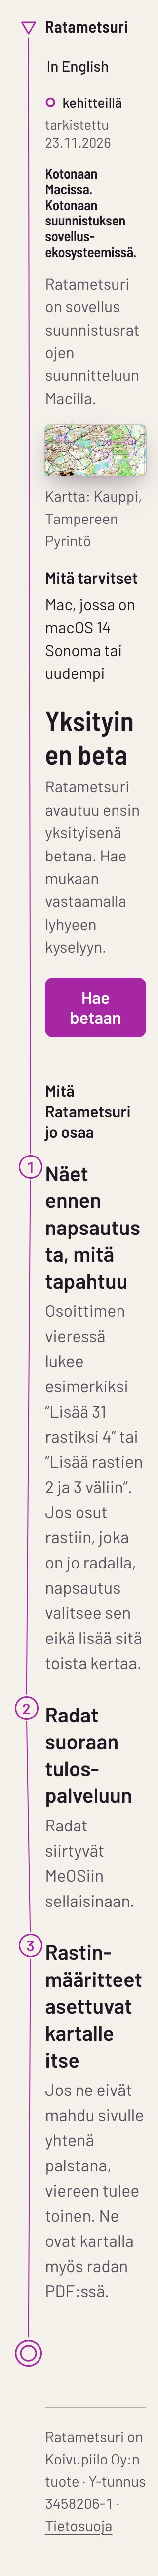 Ratametsuri
In English
kehitteillä
tarkistettu
23.11.2026
Kotonaan
Macissa.
Kotonaan
suunnistuksen
sovellus-
ekosysteemissä.
Ratametsuri
on sovellus
suunnistusrat
ojen
suunnitteluun
Macilla.
Kartta: Kauppi,
Tampereen
Pyrintö
Mitä tarvitset
Mac, jossa on
macOS 14
Sonoma tai
uudempi
Yksityin
en beta
Ratametsuri
avautuu ensin
yksityisenä
betana. Hae
mukaan
vastaamalla
lyhyeen
kyselyyn.
Hae
betaan
Mitä
Ratametsuri
jo osaa
1
Näet
ennen
napsautus
ta, mitä
tapahtuu
Osoittimen
vieressä
lukee
esimerkiksi
”Lisää 31
rastiksi 4” tai
”Lisää rastien
2 ja 3 väliin”.
Jos osut
rastiin, joka
on jo radalla,
napsautus
valitsee sen
eikä lisää sitä
toista kertaa.
2
Radat
suoraan
tulos-
palveluun
Radat
siirtyvät
MeOSiin
sellaisinaan.
3
Rastin-
määritteet
asettuvat
kartalle
itse
Jos ne eivät
mahdu sivulle
yhtenä
palstana,
viereen tulee
toinen. Ne
ovat kartalla
myös radan
PDF:ssä.
Ratametsuri on
Koivupiilo Oy:n
tuote · Y-tunnus
3458206-1 ·
Tietosuoja